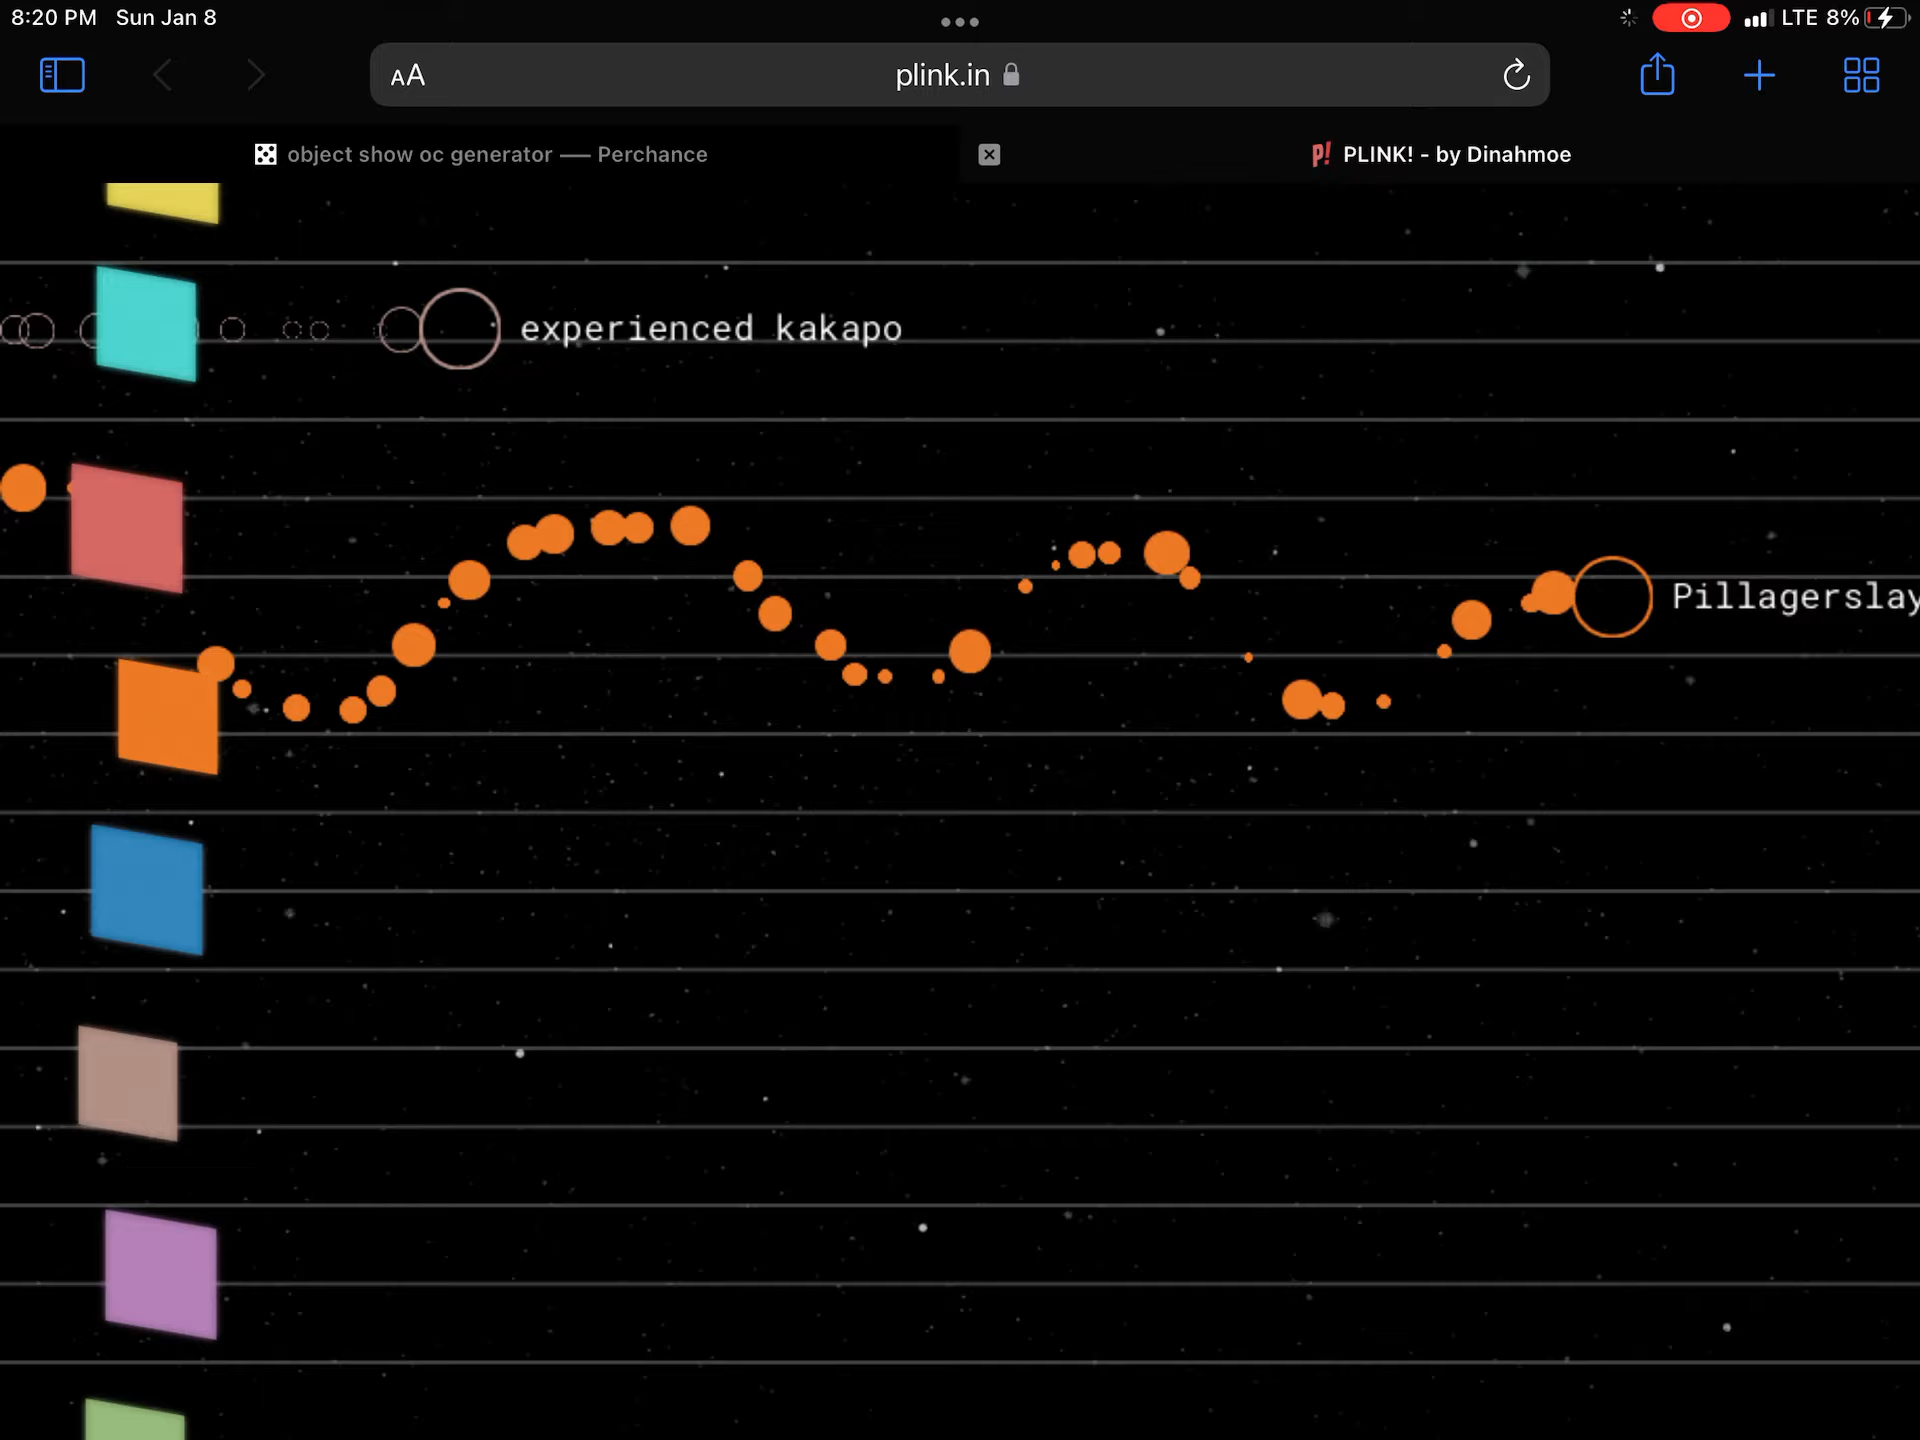 8:20 PM Sun Jan 8
LTE 8%
AA plink.in
object show oc generator — Perchance
p! PLINK! - by Dinahmoe
experienced kakapo
Pillagerslay